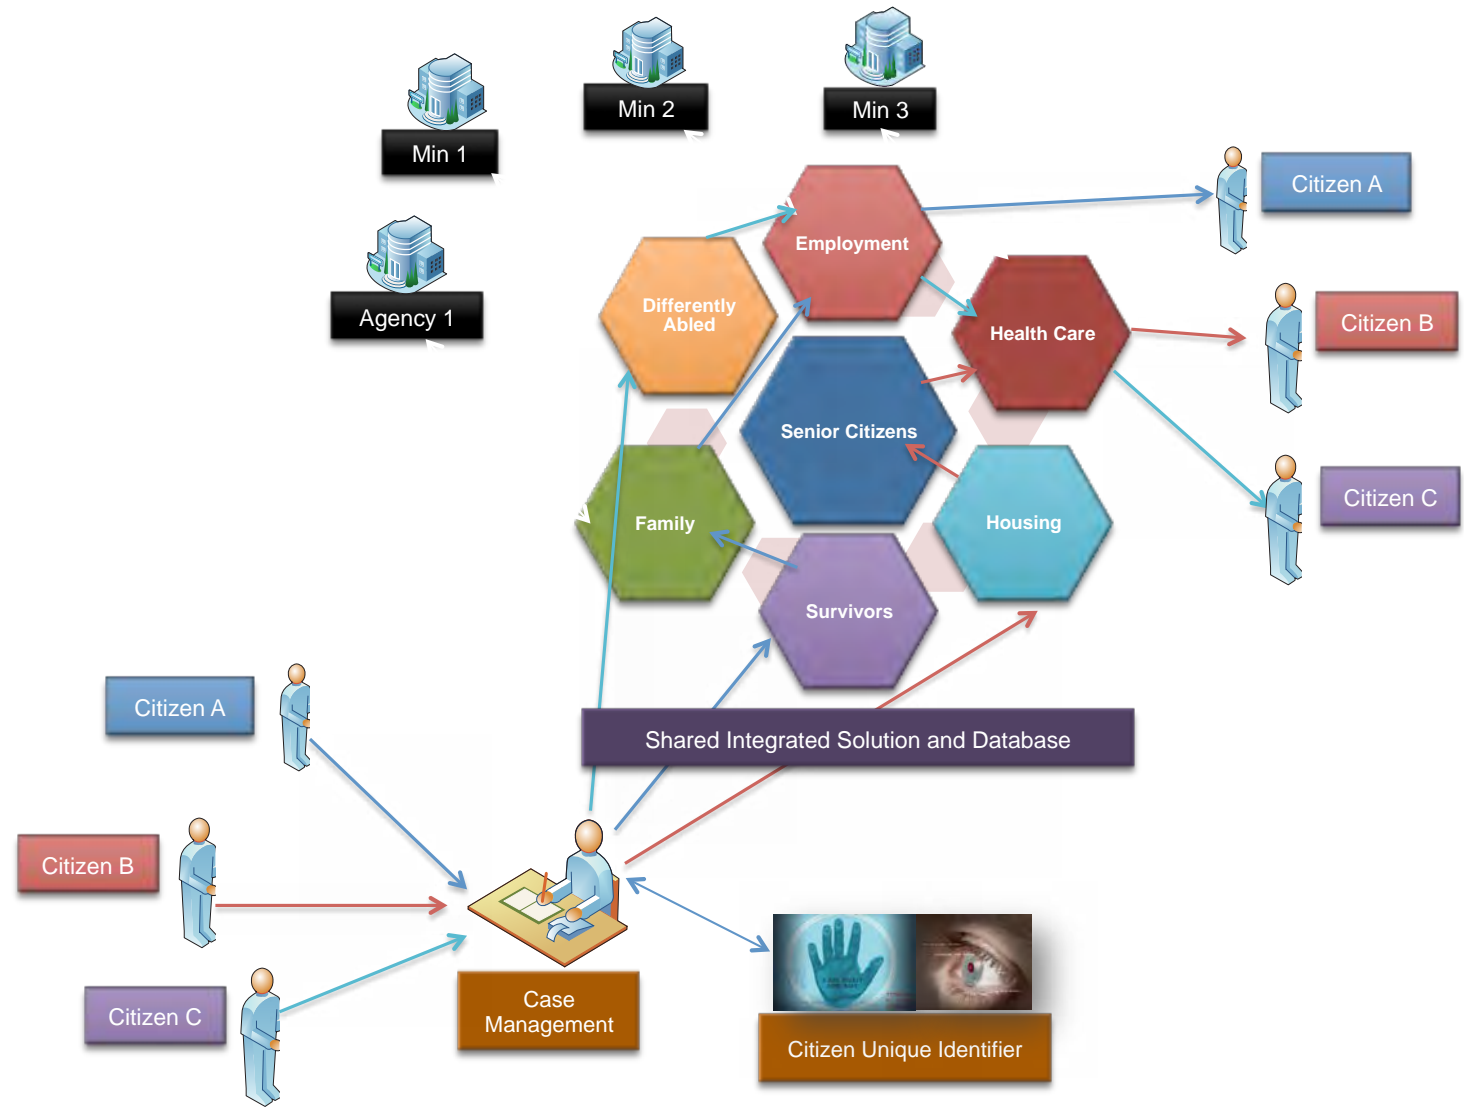 Min 1
Min 2
Min 3
Agency 1
Citizen A
Citizen B
Citizen C
Employment
Differently
Abled
Health Care
Senior Citizens
Family
Housing
Survivors
Shared Integrated Solution and Database
Citizen A
Citizen B
Citizen C
Case
Management
Citizen Unique Identifier